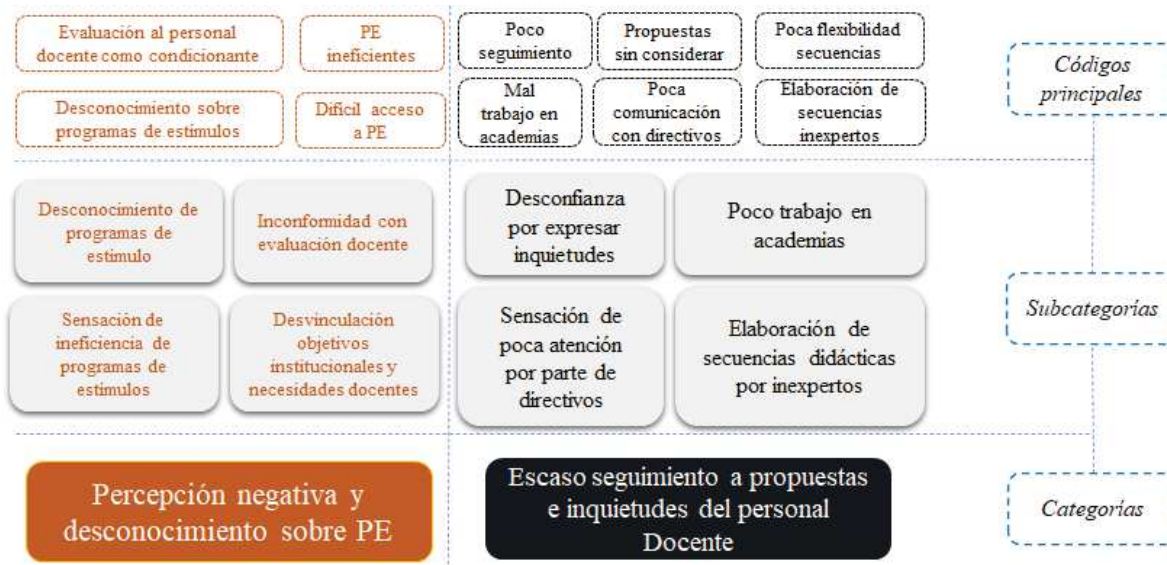 Evaluación al personal
docente como condicionante
PE
ineficientes
Desconocimiento sobre
programas de estimulos
Difícil acceso
a PE
Poco
seguimiento
Propuestas
sin considerar
Poca flexibilidad
secuencias
Mal
trabajo en
academias
Poca
comunicación
con directivos
Elaboración de
secuencias
inexpertos
Códigos
principales
Desconocimiento de
programas de
estimulo
Inconformidad con
evaluación docente
Sensación de
ineficiencia de
programas de
estimulos
Desvinculación
objetivos
institucionales y
necesidades docentes
Desconfianza
por expresar
inquietudes
Poco trabajo en
academias
Sensación de
poca atención
por parte de
directivos
Elaboración de
secuencias didácticas
por inexpertos
Subcategorías
Percepción negativa y
desconocimiento sobre PE
Escaso seguimiento a propuestas
e inquietudes del personal
Docente
Categorías